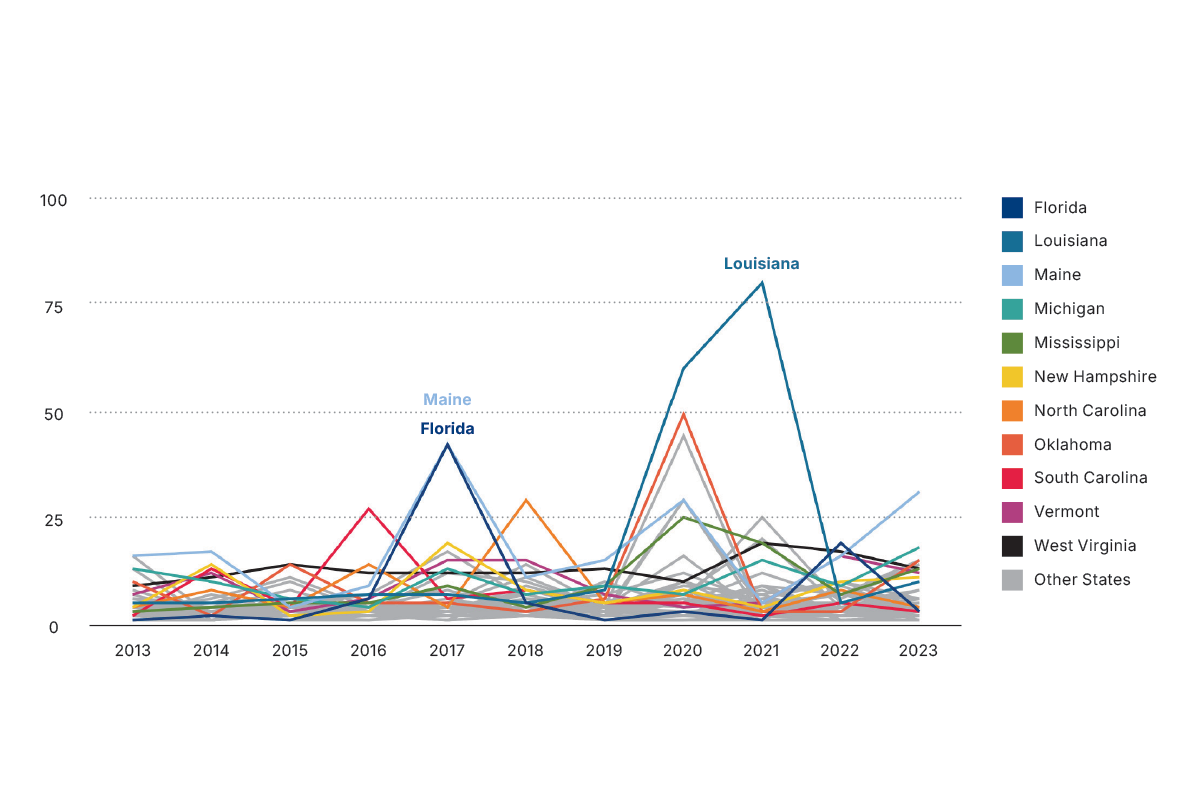 100
75
50
25
0
Maine
Florida
Louisiana
2013 2014 2015 2016 2017 2018 2019 2020 2021 2022 2023
Florida
Louisiana
Maine
Michigan
Mississippi
New Hampshire
North Carolina
Oklahoma
South Carolina
Vermont
West Virginia
Other States